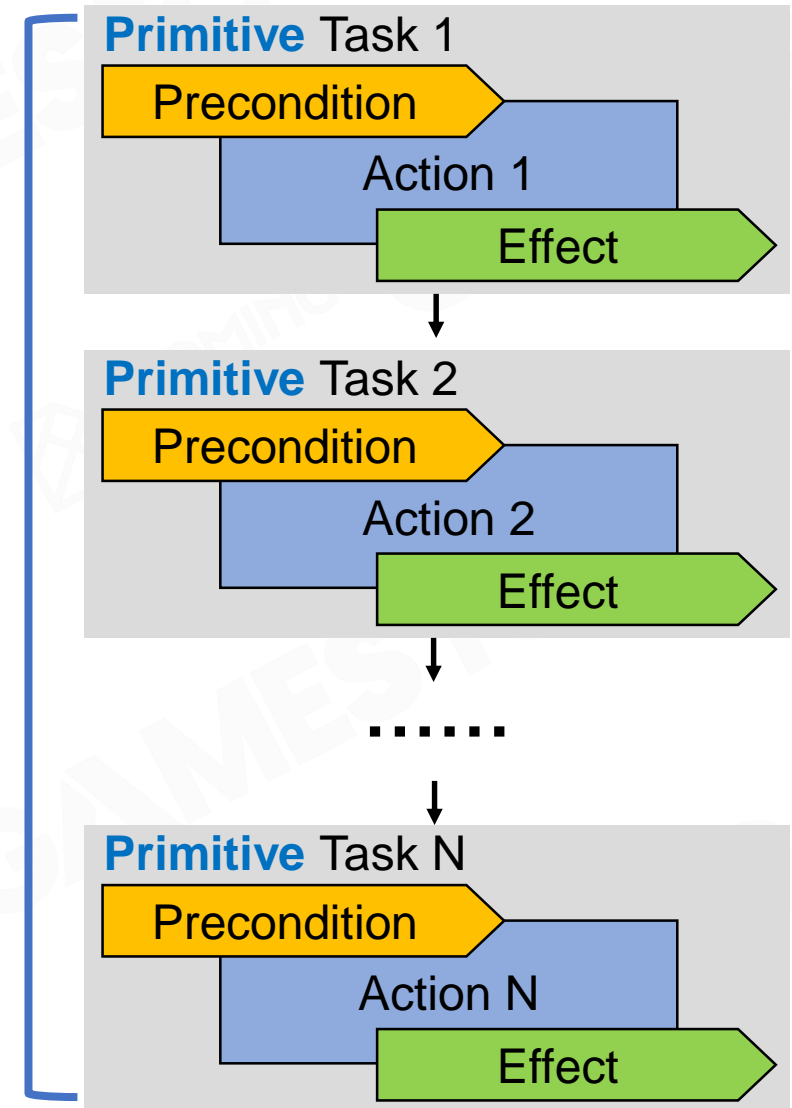 Primitive Task 1
Precondition
Action 1
Effect
Primitive Task 2
Precondition
Action 2
Effect
......
Primitive Task N
Precondition
Action N
Effect